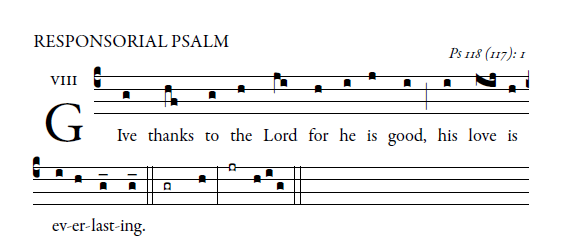 RESPONSORIAL PSALM
Ps 118 (117): 1
VIII
GIve thanks to the Lord for he is good, his love is
ev-er-last-ing.